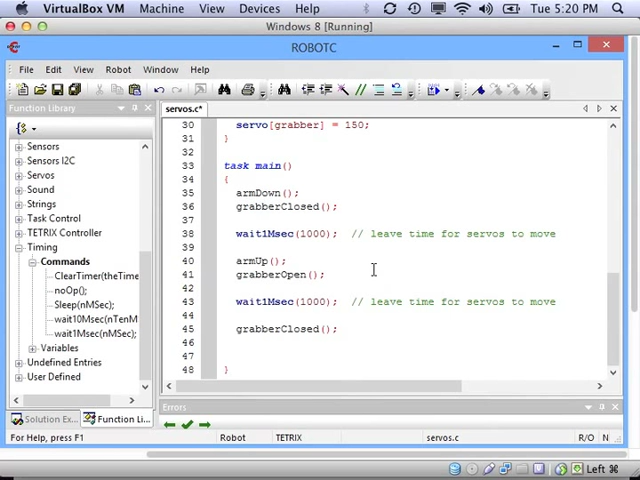 VirtualBox VM Machine View Devices Help Tue 5:20 PM
Windows 8 [Running]
ROBOTC
File Edit View Robot Window Help
Function Library
servos.c*
Sensors
Sensors I2C
Servos
Sound
Strings
Task Control
TETRIX Controller
Timing
Commands
ClearTimer(theTime
noOp();
Sleep(nMSec);
wait10Msec(nTenM
wait1Msec(nMSec);
Variables
Undefined Entries
User Defined
30 servo[grabber] = 150;
31 }
32
33 task main()
34 {
35 armDown();
36 grabberClosed();
37
38 wait1Msec(1000); // leave time for servos to move
39
40 armUp();
41 grabberOpen();
42
43 wait1Msec(1000); // leave time for servos to move
44
45 grabberClosed();
46
47
48 }
Solution Ex... Function Li...
Errors
For Help, press F1 Robot TETRIX servos.c R/O N
Left ⌘